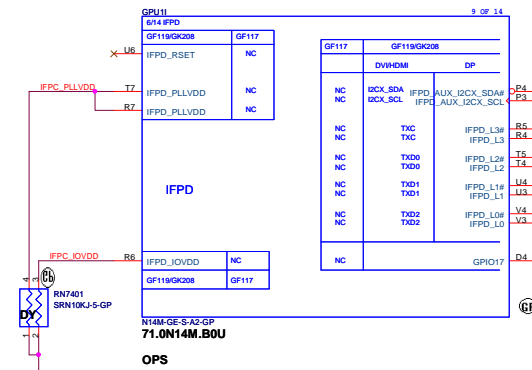 GPU1I
9 OF 14
6/14 IFPD
GF119/GK208 GF117
U6 IFPD_RSET NC
GF117 GF119/GK208
DVI/HDMI DP
IFPC_PLLVDD
T7 IFPD_PLLVDD NC
R7 IFPD_PLLVDD NC
NC I2CX_SDA IFPD_AUX_I2CX_SDA# P4
NC I2CX_SCL IFPD_AUX_I2CX_SCL P3
NC TXC IFPD_L3# R5
NC TXC IFPD_L3 R4
NC TXD0 IFPD_L2# T5
NC TXD0 IFPD_L2 T4
NC TXD1 IFPD_L1# U4
NC TXD1 IFPD_L1 U3
NC TXD2 IFPD_L0# V4
NC TXD2 IFPD_L0 V3
IFPD
IFPC_IOVDD
R6 IFPD_IOVDD NC
GF119/GK208 GF117
NC GPIO17 D4
4 3
RN7401
SRN10KJ-5-GP
DY
1 2
N14M-GE-S-A2-GP
71.0N14M.B0U
OPS